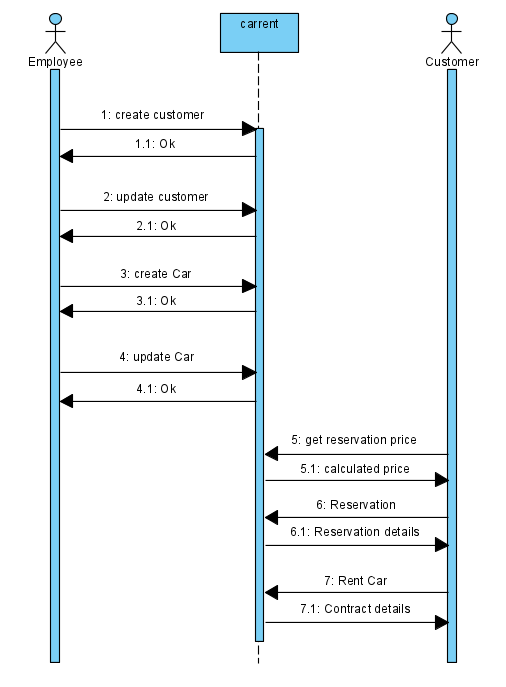 carrent
Employee
Customer
1: create customer
1.1: Ok
2: update customer
2.1: Ok
3: create Car
3.1: Ok
4: update Car
4.1: Ok
5: get reservation price
5.1: calculated price
6: Reservation
6.1: Reservation details
7: Rent Car
7.1: Contract details